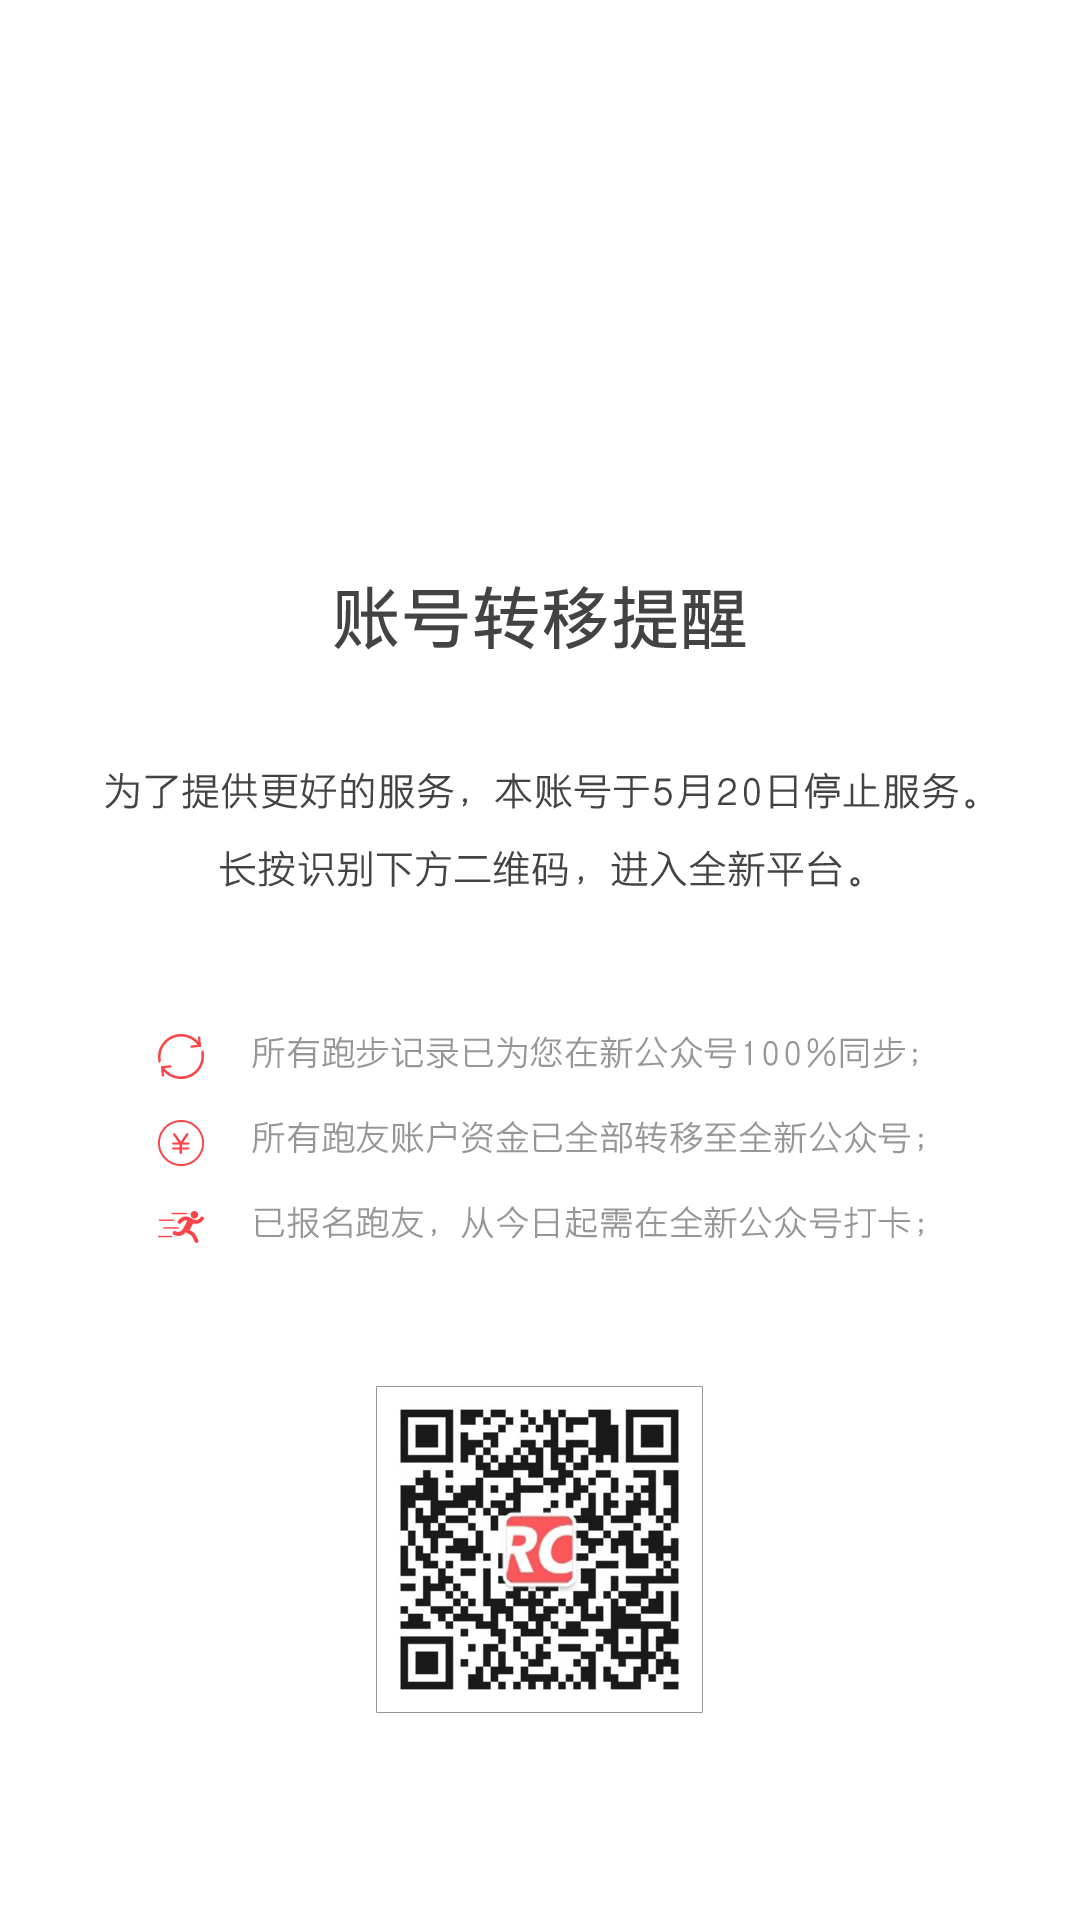 账号转移提醒
为了提供更好的服务，本账号于5月20日停止服务。
长按识别下方二维码，进入全新平台。
所有跑步记录已为您在新公众号100%同步；
¥
所有跑友账户资金已全部转移至全新公众号；
已报名跑友，从今日起需在全新公众号打卡；
RC